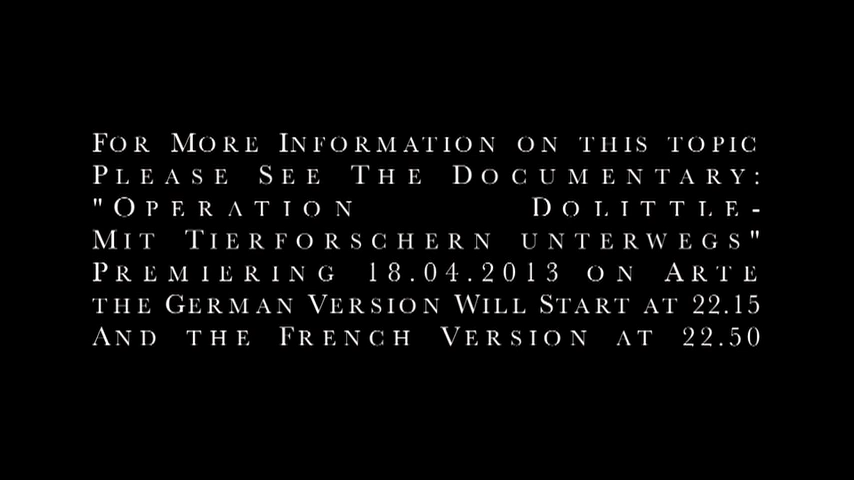 For More Information on this topic
Please See The Documentary:
"Operation Dolittle-
Mit Tierforschern unterwegs"
Premiering 18.04.2013 on Arte
the German Version Will Start at 22.15
And the French Version at 22.50